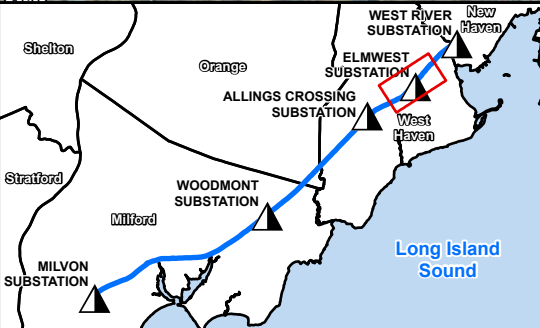 WEST RIVER
SUBSTATION
New
Haven
Shelton
Orange
ELMWEST
SUBSTATION
ALLINGS CROSSING
SUBSTATION
West
Haven
Stratford
WOODMONT
SUBSTATION
Milford
Long Island
Sound
MILVON
SUBSTATION